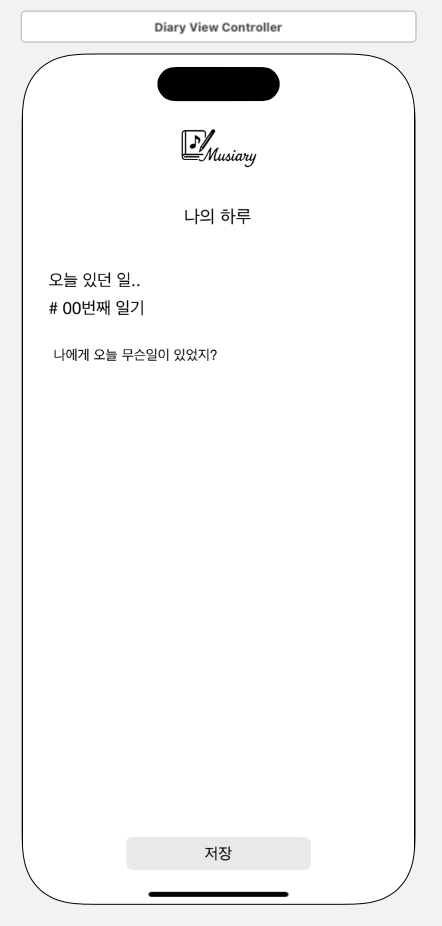 Diary View Controller
Musiary
나의 하루
오늘 있던 일..
# 00번째 일기
나에게 오늘 무슨일이 있었지?
저장